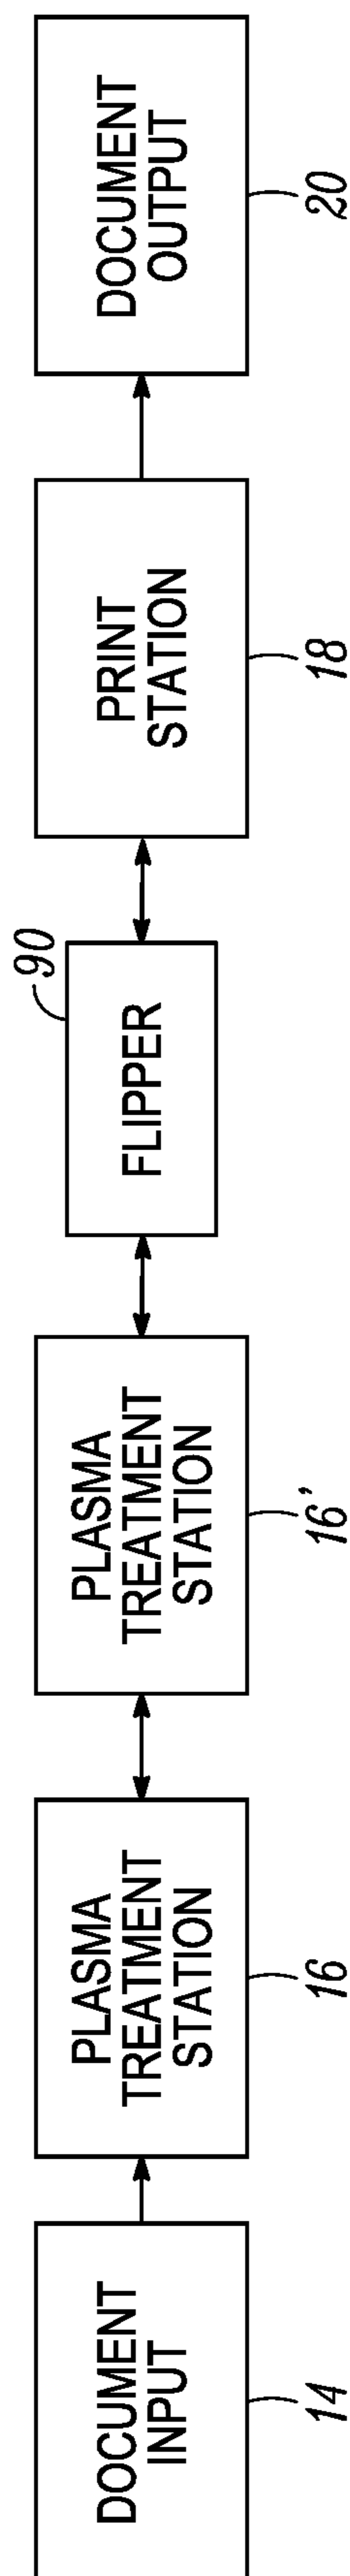 DOCUMENT
INPUT
14
PLASMA
TREATMENT
STATION
16
PLASMA
TREATMENT
STATION
16'
FLIPPER
90
PRINT
STATION
18
DOCUMENT
OUTPUT
20